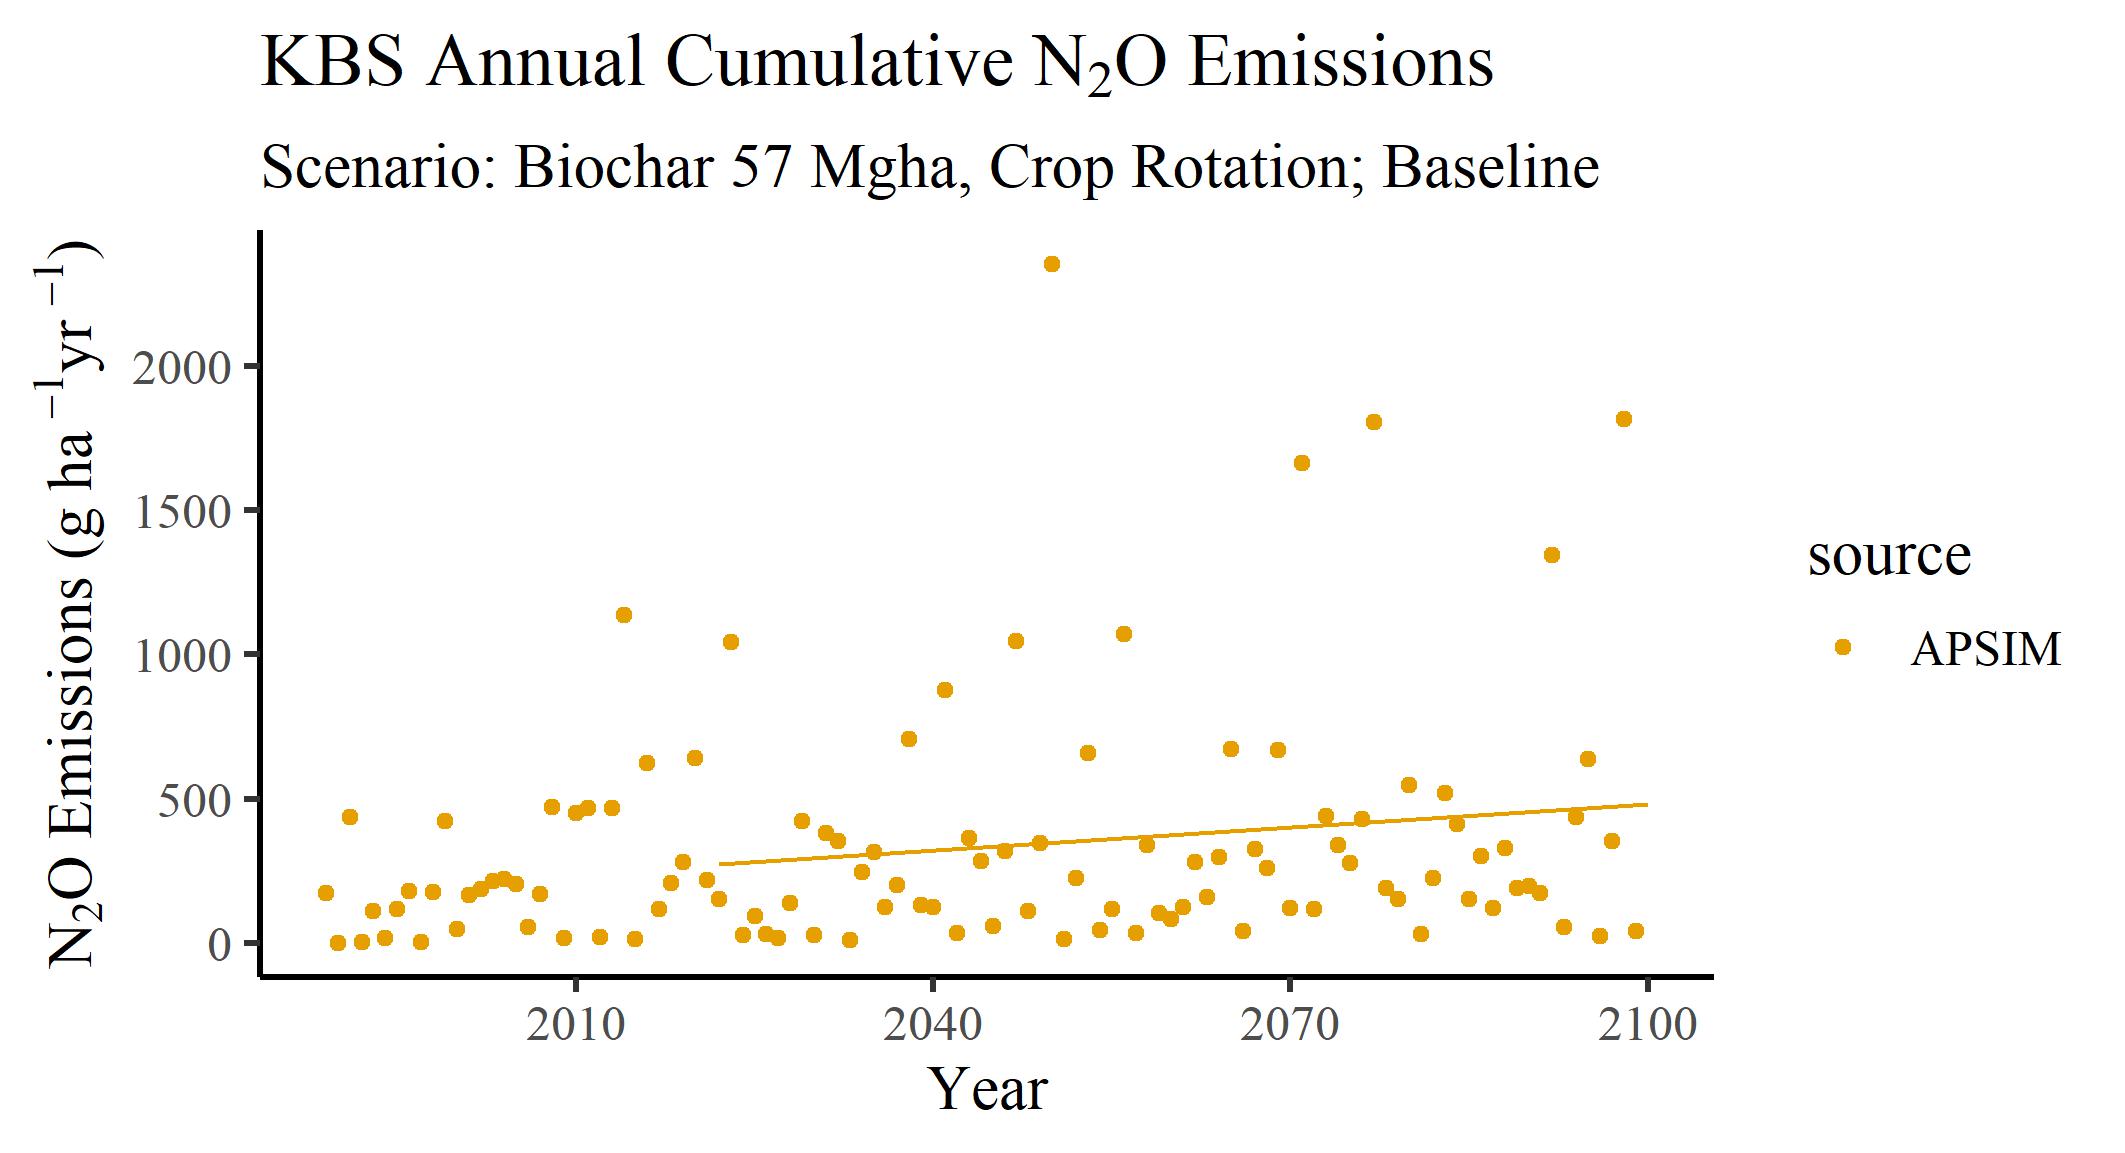 KBS Annual Cumulative N₂O Emissions
Scenario: Biochar 57 Mgha, Crop Rotation; Baseline
N₂O Emissions (g ha⁻¹yr⁻¹)
2000
1500
1000
500
0
2010 2040 2070 2100
Year
source
APSIM